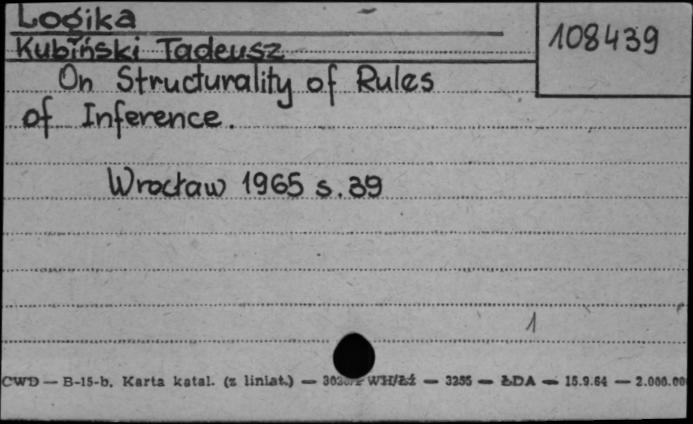 Logika
108439
Kubiński Tadeusz
On Structurality of Rules
of Inference.
Wrocław 1965 s. 39
1
CWD — B-15-b. Karta katal. (z liniat.) — WH/Łź — 3255 — ŁDA — 15.9.64 — 2.000.00